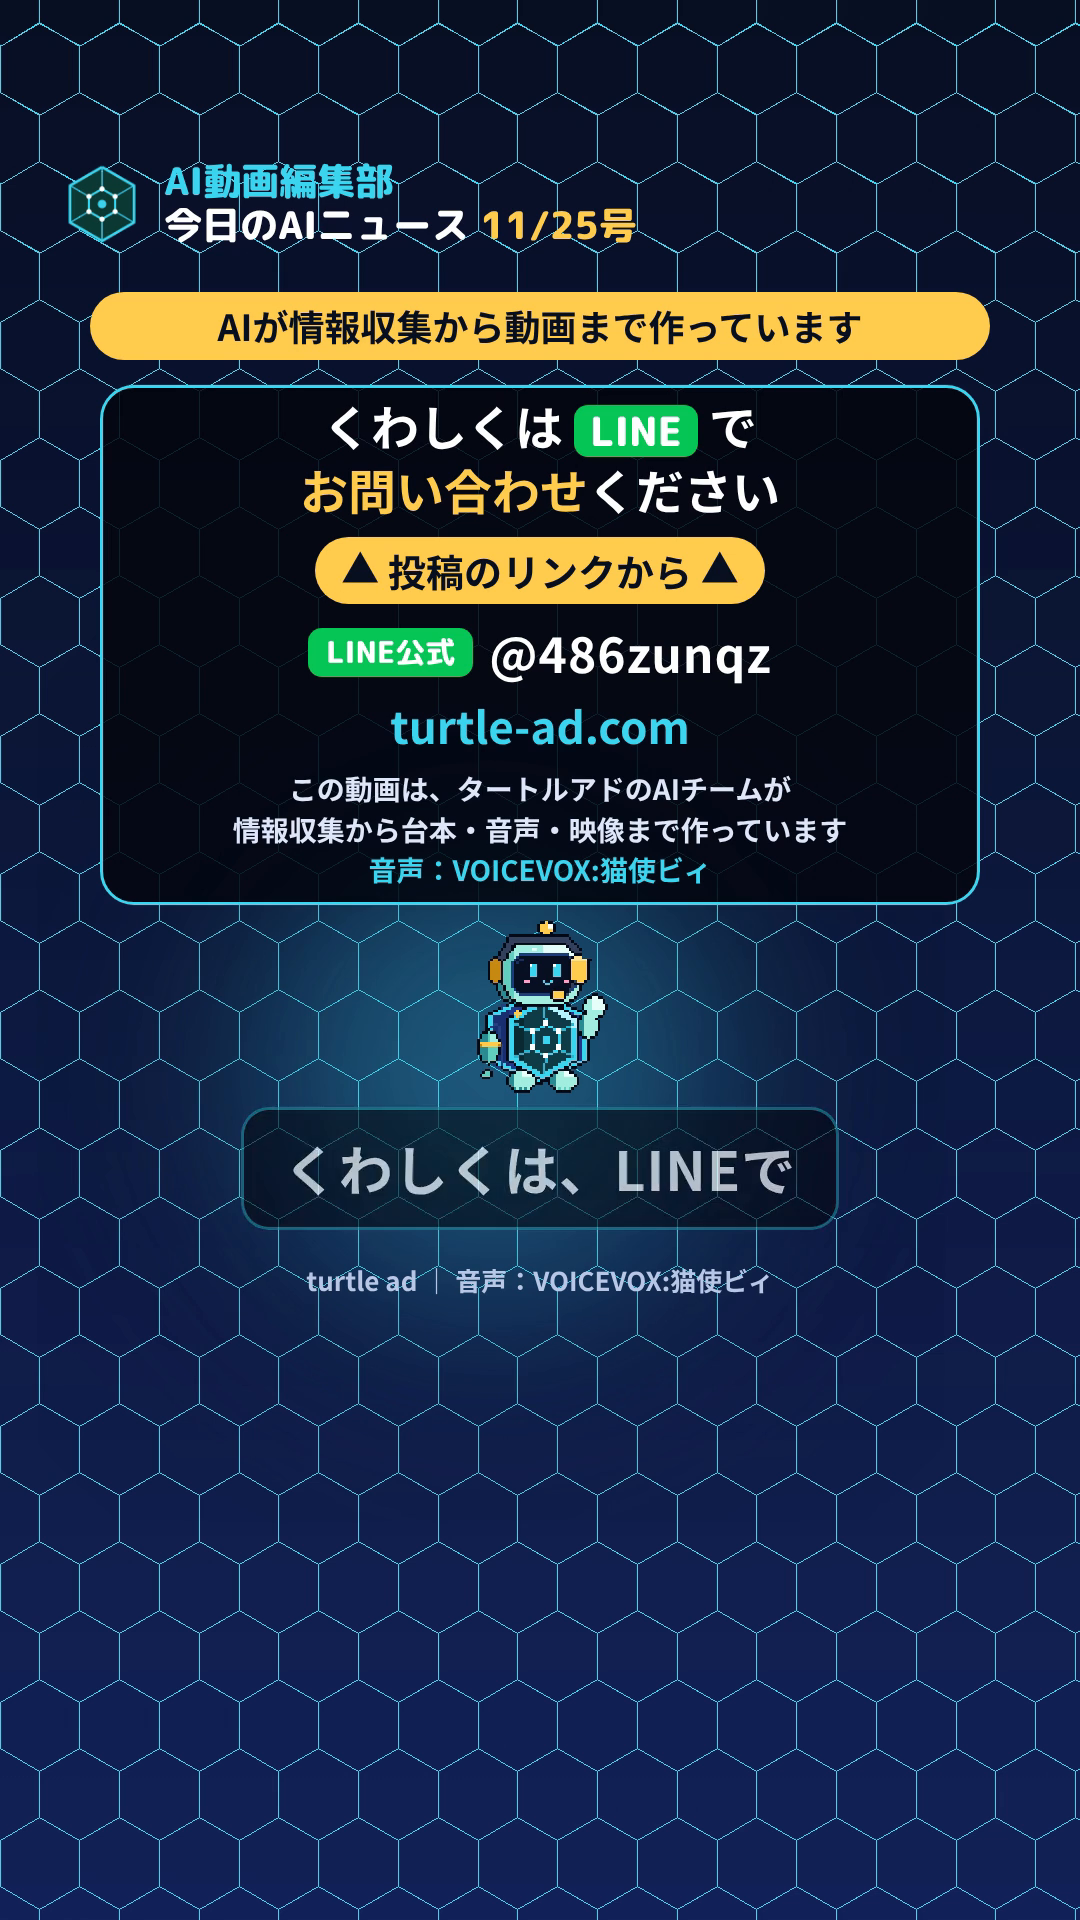 AI動画編集部
今日のAIニュース 11/25号
AIが情報収集から動画まで作っています
くわしくは LINE で
お問い合わせください
▲ 投稿のリンクから ▲
LINE公式 @486zunqz
turtle-ad.com
この動画は、タートルアドのAIチームが
情報収集から台本・音声・映像まで作っています
音声：VOICEVOX:猫使ビィ
くわしくは、LINEで
turtle ad ｜ 音声：VOICEVOX:猫使ビィ